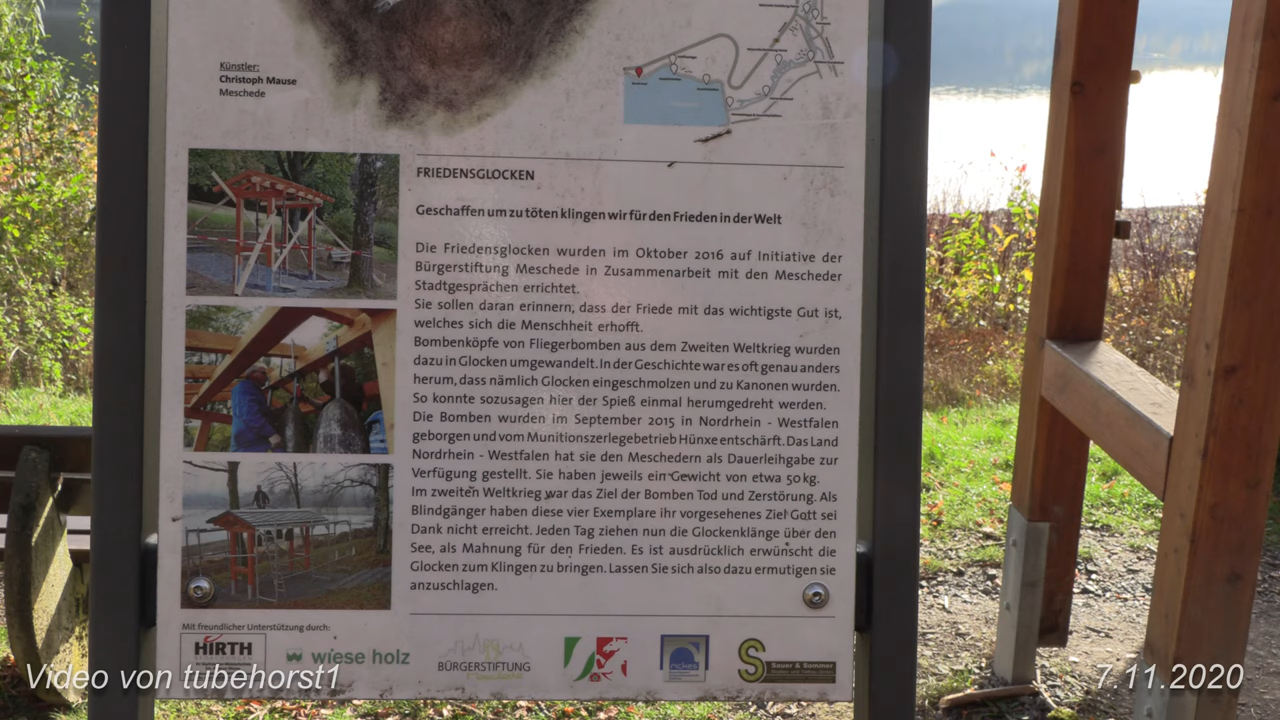 Künstler:
Christoph Mause
Meschede
FRIEDENSGLOCKEN
Geschaffen um zu töten klingen wir für den Frieden in der Welt
Die Friedensglocken wurden im Oktober 2016 auf Initiative der
Bürgerstiftung Meschede in Zusammenarbeit mit den Mescheder
Stadtgesprächen errichtet.
Sie sollen daran erinnern, dass der Friede mit das wichtigste Gut ist,
welches sich die Menschheit erhofft.
Bombenköpfe von Fliegerbomben aus dem Zweiten Weltkrieg wurden
dazu in Glocken umgewandelt. In der Geschichte war es oft genau anders
herum, dass nämlich Glocken eingeschmolzen und zu Kanonen wurden.
So konnte sozusagen hier der Spieß einmal herumgedreht werden.
Die Bomben wurden im September 2015 in Nordrhein - Westfalen
geborgen und vom Munitionszerlegebetrieb Hünxe entschärft. Das Land
Nordrhein - Westfalen hat sie den Meschedern als Dauerleihgabe zur
Verfügung gestellt. Sie haben jeweils ein Gewicht von etwa 50 kg.
Im zweiten Weltkrieg war das Ziel der Bomben Tod und Zerstörung. Als
Blindgänger haben diese vier Exemplare ihr vorgesehenes Ziel Gott sei
Dank nicht erreicht. Jeden Tag ziehen nun die Glockenklänge über den
See, als Mahnung für den Frieden. Es ist ausdrücklich erwünscht die
Glocken zum Klingen zu bringen. Lassen Sie sich also dazu ermutigen sie
anzuschlagen.
Mit freundlicher Unterstützung durch:
HIRTH
wiese holz
BÜRGERSTIFTUNG
S Sauer & Sommer
Video von tubehorst1
7.11.2020